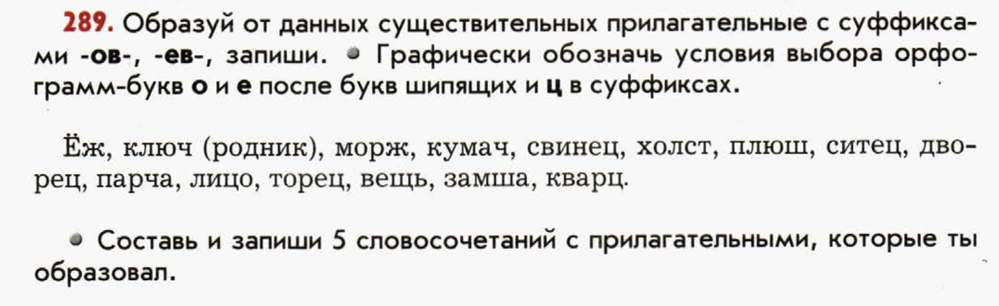 289. Образуй от данных существительных прилагательные с суффикса-
ми -ов-, -ев-, запиши. ● Графически обозначь условия выбора орфо-
грамм-букв о и е после букв шипящих и ц в суффиксах.
Ёж, ключ (родник), морж, кумач, свинец, холст, плюш, ситец, дво-
рец, парча, лицо, торец, вещь, замша, кварц.
● Составь и запиши 5 словосочетаний с прилагательными, которые ты
образовал.